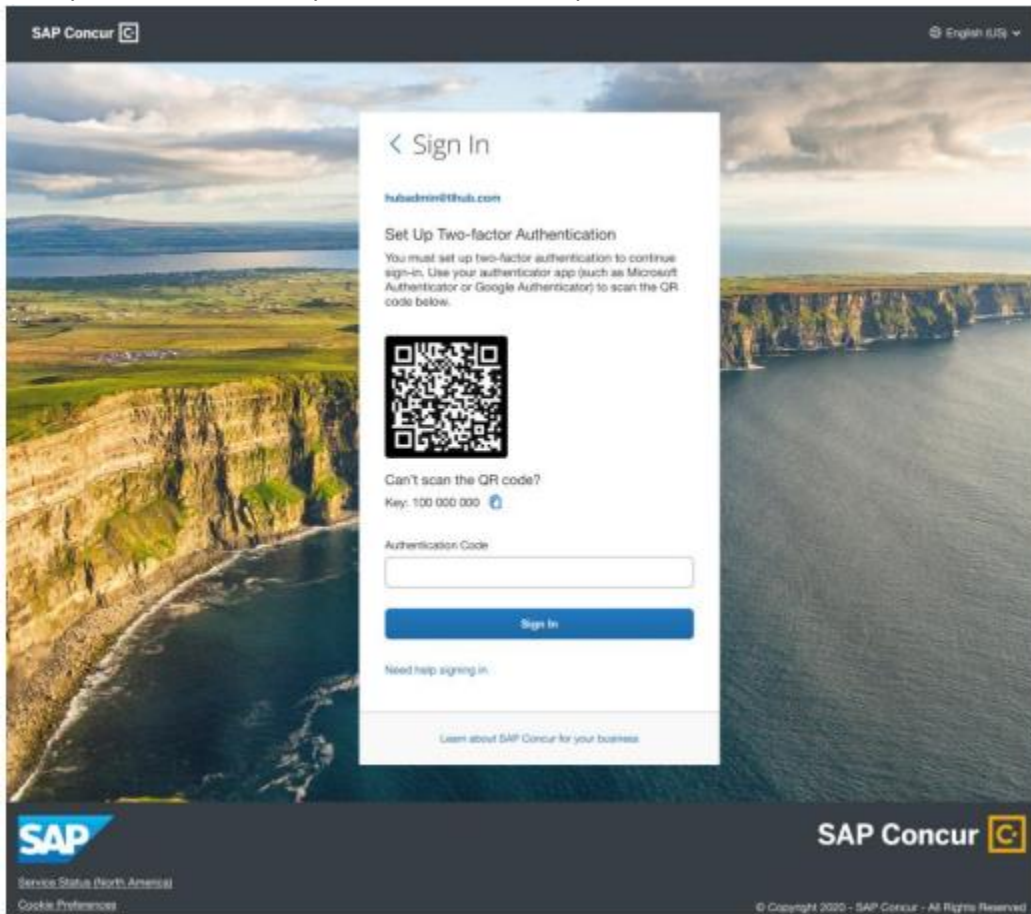 SAP Concur
English (US)
Sign In
hubadmin@tlhub.com
Set Up Two-factor Authentication
You must set up two-factor authentication to continue
sign-in. Use your authenticator app (such as Microsoft
Authenticator or Google Authenticator) to scan the QR
code below.
Can't scan the QR code?
Key: 100 000 000
Authentication Code
Sign In
Need help signing in
Learn about SAP Concur for your business
SAP
SAP Concur
Service Status (North America)
Cookie Preferences
© Copyright 2020 - SAP Concur - All Rights Reserved